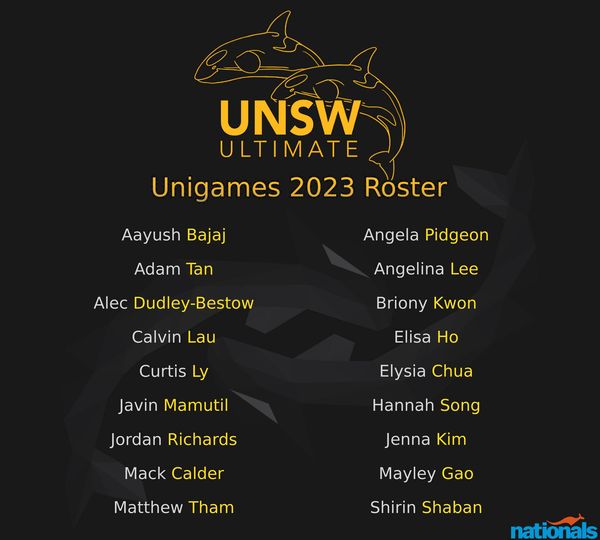 UNSW
ULTIMATE
Unigames 2023 Roster
Aayush Bajaj
Adam Tan
Alec Dudley-Bestow
Calvin Lau
Curtis Ly
Javin Mamutil
Jordan Richards
Mack Calder
Matthew Tham
Angela Pidgeon
Angelina Lee
Briony Kwon
Elisa Ho
Elysia Chua
Hannah Song
Jenna Kim
Mayley Gao
Shirin Shaban
nationals